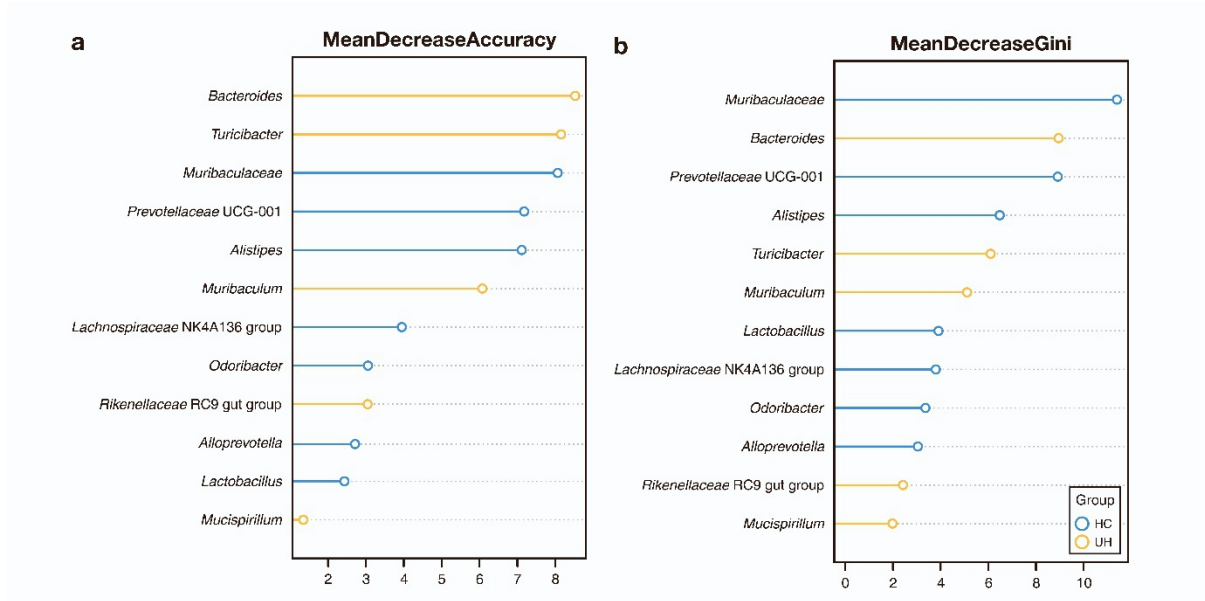 a
MeanDecreaseAccuracy
Bacteroides
Turicibacter
Muribaculaceae
Prevotellaceae UCG-001
Alistipes
Muribaculum
Lachnospiraceae NK4A136 group
Odoribacter
Rikenellaceae RC9 gut group
Alloprevotella
Lactobacillus
Mucispirillum
2 3 4 5 6 7 8
b
MeanDecreaseGini
Muribaculaceae
Bacteroides
Prevotellaceae UCG-001
Alistipes
Turicibacter
Muribaculum
Lactobacillus
Lachnospiraceae NK4A136 group
Odoribacter
Alloprevotella
Rikenellaceae RC9 gut group
Mucispirillum
Group
HC
UH
0 2 4 6 8 10